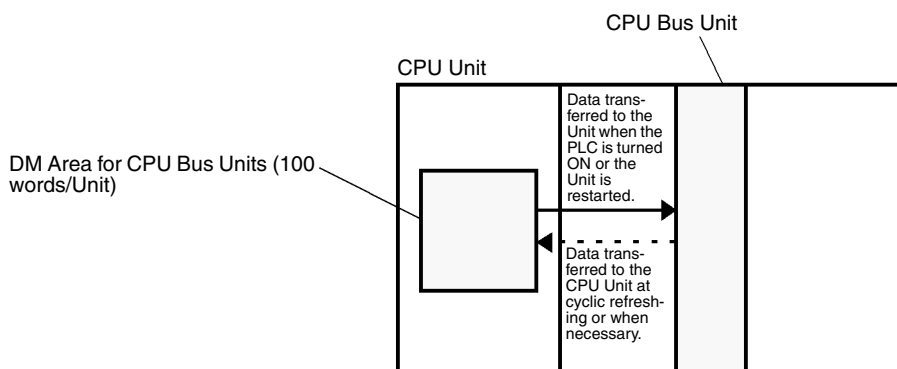 CPU Bus Unit
CPU Unit
Data trans-
ferred to the
Unit when the
PLC is turned
ON or the
Unit is
restarted.
DM Area for CPU Bus Units (100
words/Unit)
Data trans-
ferred to the
CPU Unit at
cyclic refresh-
ing or when
necessary.